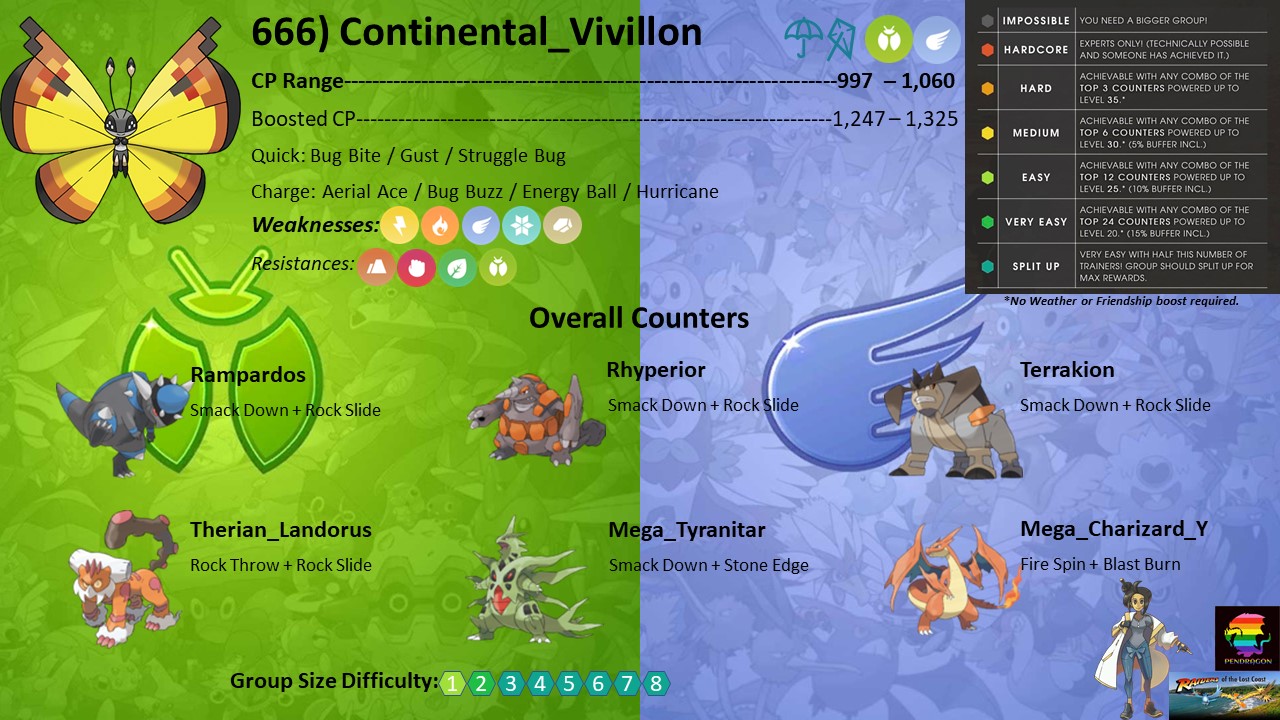 666) Continental_Vivillon
CP Range------------------------------------------------------------------------------------997 – 1,060
Boosted CP------------------------------------------------------------------------------------1,247 – 1,325
Quick: Bug Bite / Gust / Struggle Bug
Charge: Aerial Ace / Bug Buzz / Energy Ball / Hurricane
Weaknesses:
Resistances:
IMPOSSIBLE YOU NEED A BIGGER GROUP!
HARDCORE EXPERTS ONLY! (TECHNICALLY POSSIBLE
AND SOMEONE HAS ACHIEVED IT.)
HARD ACHIEVABLE WITH ANY COMBO OF THE
TOP 3 COUNTERS POWERED UP TO
LEVEL 35.*
MEDIUM ACHIEVABLE WITH ANY COMBO OF THE
TOP 6 COUNTERS POWERED UP TO
LEVEL 30.* (5% BUFFER INCL.)
EASY ACHIEVABLE WITH ANY COMBO OF THE
TOP 12 COUNTERS POWERED UP TO
LEVEL 25.* (10% BUFFER INCL.)
VERY EASY ACHIEVABLE WITH ANY COMBO OF THE
TOP 24 COUNTERS POWERED UP TO
LEVEL 20.* (15% BUFFER INCL.)
SPLIT UP VERY EASY WITH HALF THIS NUMBER OF
TRAINERS! GROUP SHOULD SPLIT UP FOR
MAX REWARDS.
*No Weather or Friendship boost required.
Overall Counters
Rampardos
Smack Down + Rock Slide
Rhyperior
Smack Down + Rock Slide
Terrakion
Smack Down + Rock Slide
Therian_Landorus
Rock Throw + Rock Slide
Mega_Tyranitar
Smack Down + Stone Edge
Mega_Charizard_Y
Fire Spin + Blast Burn
Group Size Difficulty: 1 2 3 4 5 6 7 8
PENDRAGON
RAIDERS of the Lost Coast